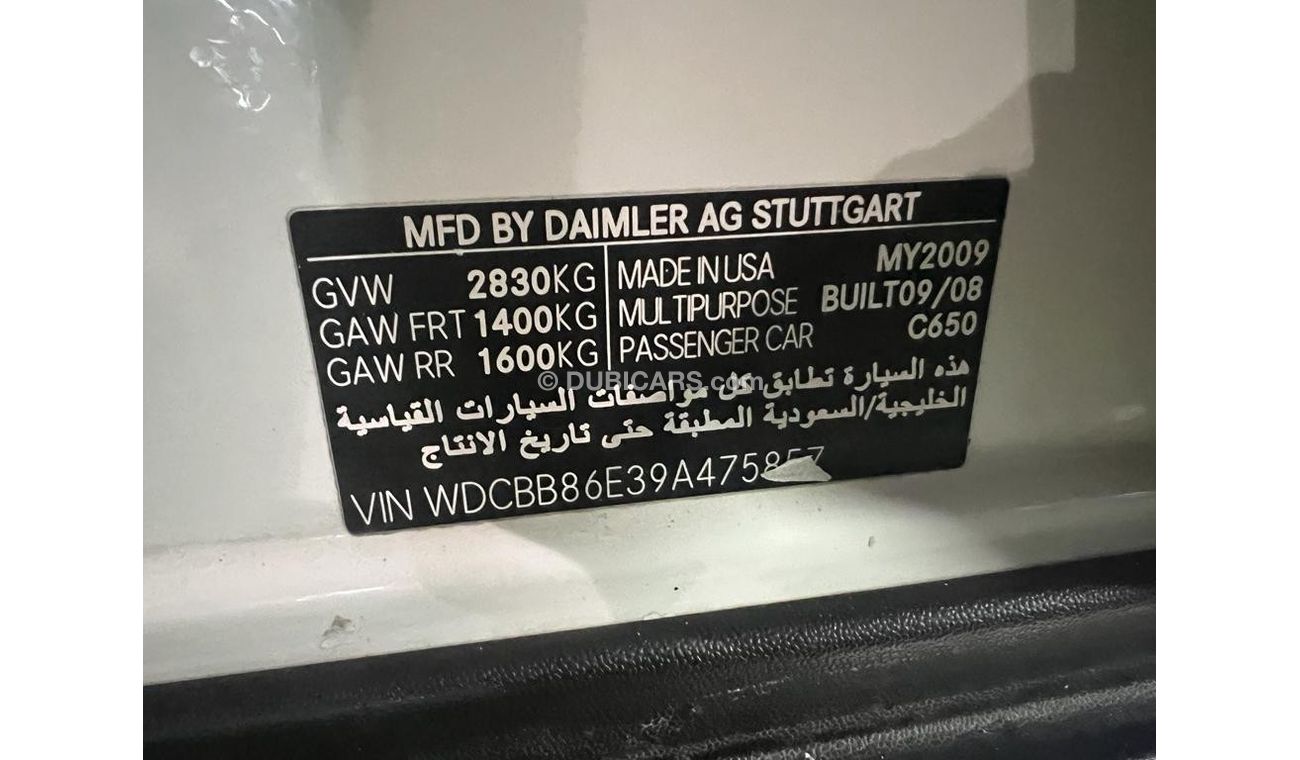 MFD BY DAIMLER AG STUTTGART
GVW 2830KG
GAW FRT 1400KG
GAW RR 1600KG
MADE IN USA MY2009
MULTIPURPOSE BUILT09/08
PASSENGER CAR C650
© DUBICARS.com
هذه السيارة تطابق كل مواصفات السيارات القياسية
الخليجية/السعودية المطبقة حتى تاريخ الانتاج
VIN